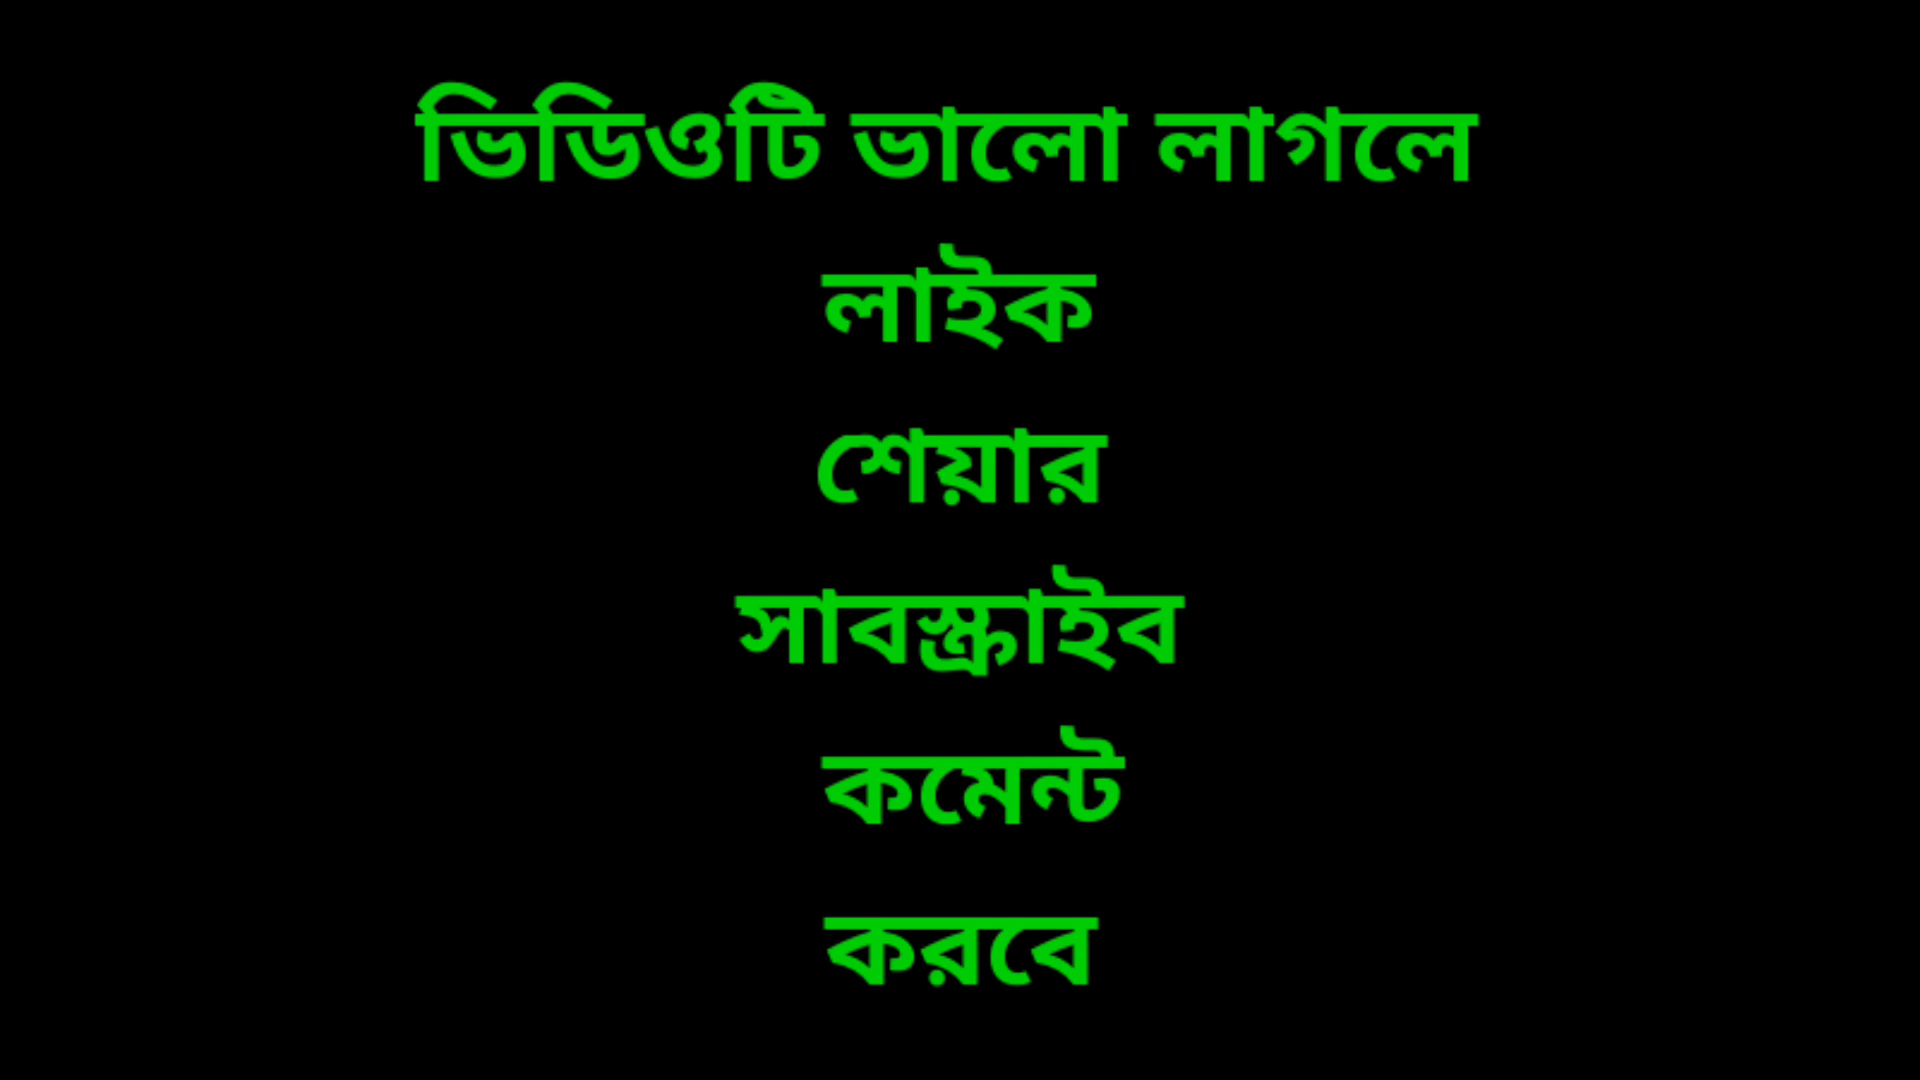 ভিডিওটি ভালো লাগলে
লাইক
শেয়ার
সাবস্ক্রাইব
কমেন্ট
করবে